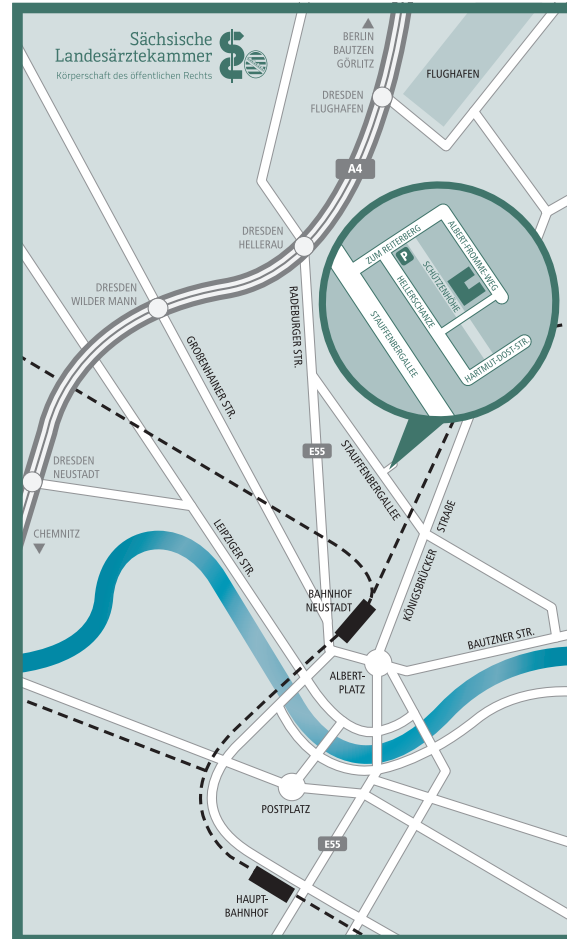 Sächsische
Landesärztekammer
Körperschaft des öffentlichen Rechts
BERLIN
BAUTZEN
GÖRLITZ
FLUGHAFEN
DRESDEN
FLUGHAFEN
A4
DRESDEN
HELLERAU
ZUM REITERBERG
ALBERT-FROMME-WEG
P
SCHÜTZENHÖHE
HELLERSCHANZE
STAUFFENBERGALLEE
HARTMUT-DOST-STR.
DRESDEN
WILDER MANN
RADEBURGER STR.
GROßENHAINER STR.
E55
STAUFFENBERGALLEE
DRESDEN
NEUSTADT
CHEMNITZ
LEIPZIGER STR.
KÖNIGSBRÜCKER
STRAßE
BAHNHOF
NEUSTADT
BAUTZNER STR.
ALBERT-
PLATZ
POSTPLATZ
E55
HAUPT-
BAHNHOF